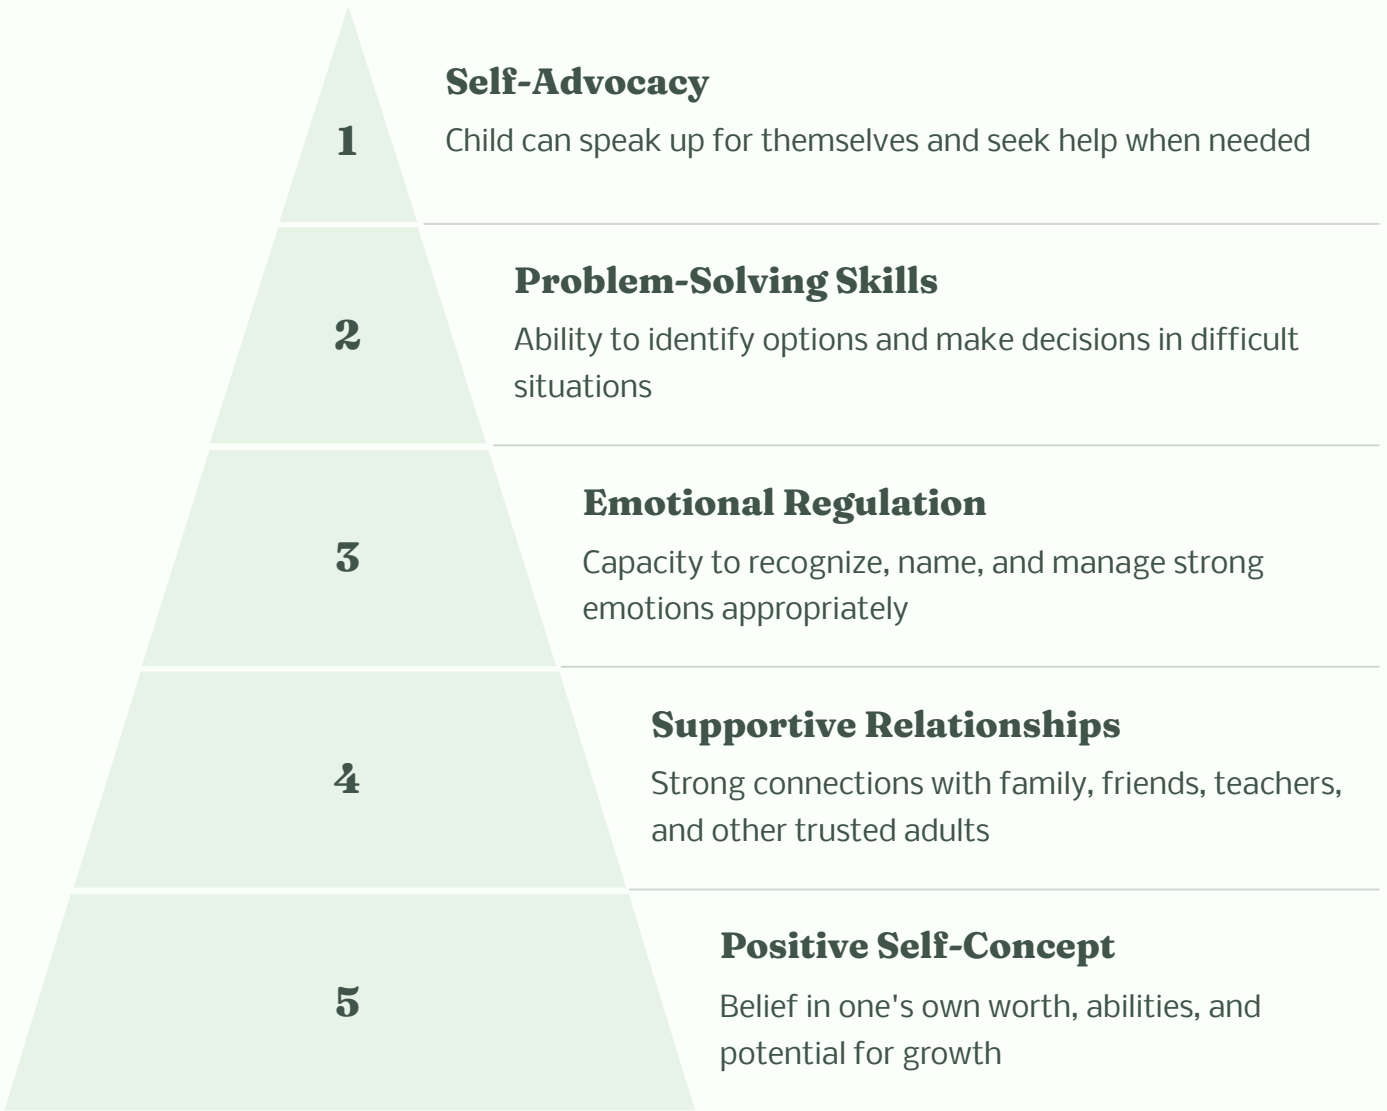 Self-Advocacy
1
Child can speak up for themselves and seek help when needed
Problem-Solving Skills
2
Ability to identify options and make decisions in difficult
situations
Emotional Regulation
3
Capacity to recognize, name, and manage strong
emotions appropriately
Supportive Relationships
4
Strong connections with family, friends, teachers,
and other trusted adults
Positive Self-Concept
5
Belief in one's own worth, abilities, and
potential for growth